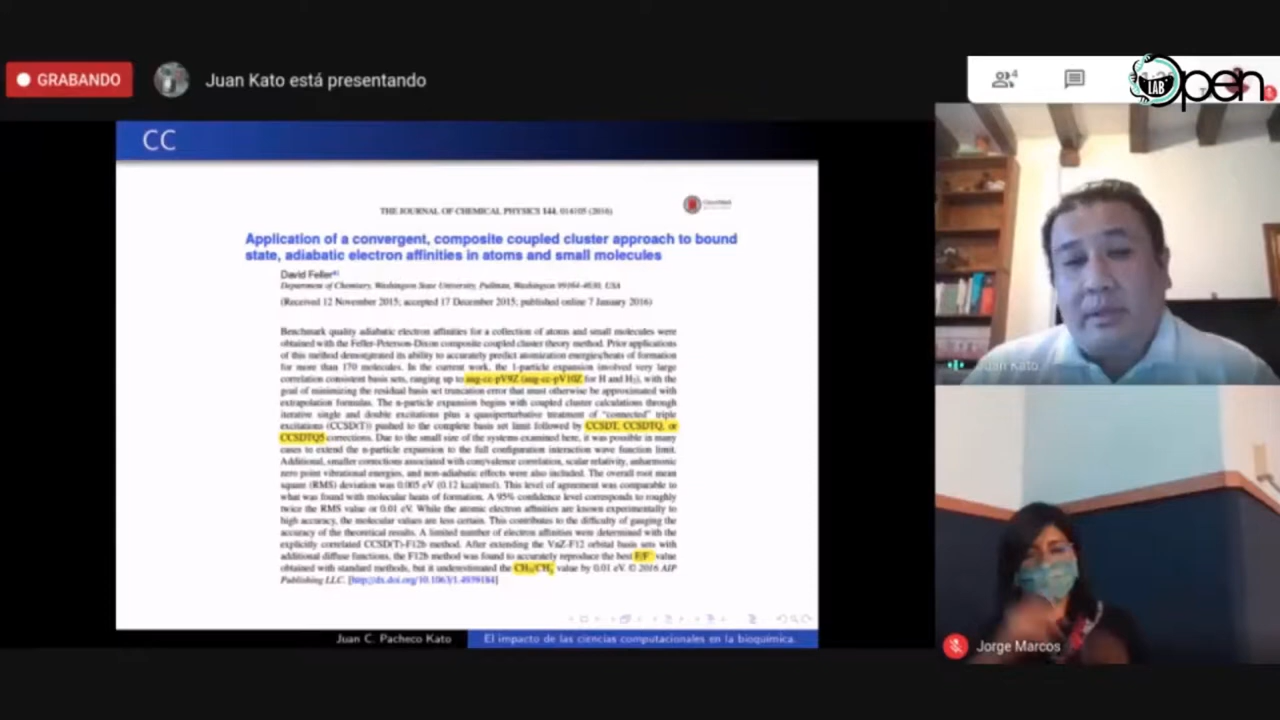 GRABANDO
Juan Kato está presentando
4
LAB
Open
CC
THE JOURNAL OF CHEMICAL PHYSICS 144, 014105 (2016)
Application of a convergent, composite coupled cluster approach to bound
state, adiabatic electron affinities in atoms and small molecules
David Feller
Department of Chemistry, Washington State University, Pullman, Washington 99164-4630, USA
(Received 12 November 2015; accepted 17 December 2015; published online 7 January 2016)
Benchmark quality adiabatic electron affinities for a collection of atoms and small molecules were
obtained with the Feller-Peterson-Dixon composite coupled cluster theory method. Prior applications
of this method demonstrated its ability to accurately predict atomization energies/heats of formation
for more than 170 molecules. In the current work, the 1-particle expansion involved very large
correlation consistent basis sets, ranging up to aug-cc-pV9Z (aug-cc-pV10Z for H and H₂), with the
goal of minimizing the residual basis set truncation error that must otherwise be approximated with
extrapolation formulas. The n-particle expansion begins with coupled cluster calculations through
iterative single and double excitations plus a quasiperturbative treatment of "connected" triple
excitations (CCSD(T)) pushed to the complete basis set limit followed by CCSDT, CCSDTQ, or
CCSDTQ5 corrections. Due to the small size of the systems examined here, it was possible in many
cases to extend the n-particle expansion to the full configuration interaction wave function limit.
Additional, smaller corrections associated with core/valence correlation, scalar relativity, anharmonic
zero point vibrational energies, and non-adiabatic effects were also included. The overall root mean
square (RMS) deviation was 0.005 eV (0.12 kcal/mol). This level of agreement was comparable to
what was found with molecular heats of formation. A 95% confidence level corresponds to roughly
twice the RMS value or 0.01 eV. While the atomic electron affinities are known experimentally to
high accuracy, the molecular values are less certain. This contributes to the difficulty of gauging the
accuracy of the theoretical results. A limited number of electron affinities were determined with the
explicitly correlated CCSD(T)-F12b method. After extending the VnZ-F12 orbital basis sets with
additional diffuse functions, the F12b method was found to accurately reproduce the best F/F⁻ value
obtained with standard methods, but it underestimated the CH₃/CH₃⁻ value by 0.01 eV. © 2016 AIP
Publishing LLC. [http://dx.doi.org/10.1063/1.4939184]
Juan C. Pacheco Kato
El impacto de las ciencias computacionales en la bioquímica.
Juan Kato
Jorge Marcos